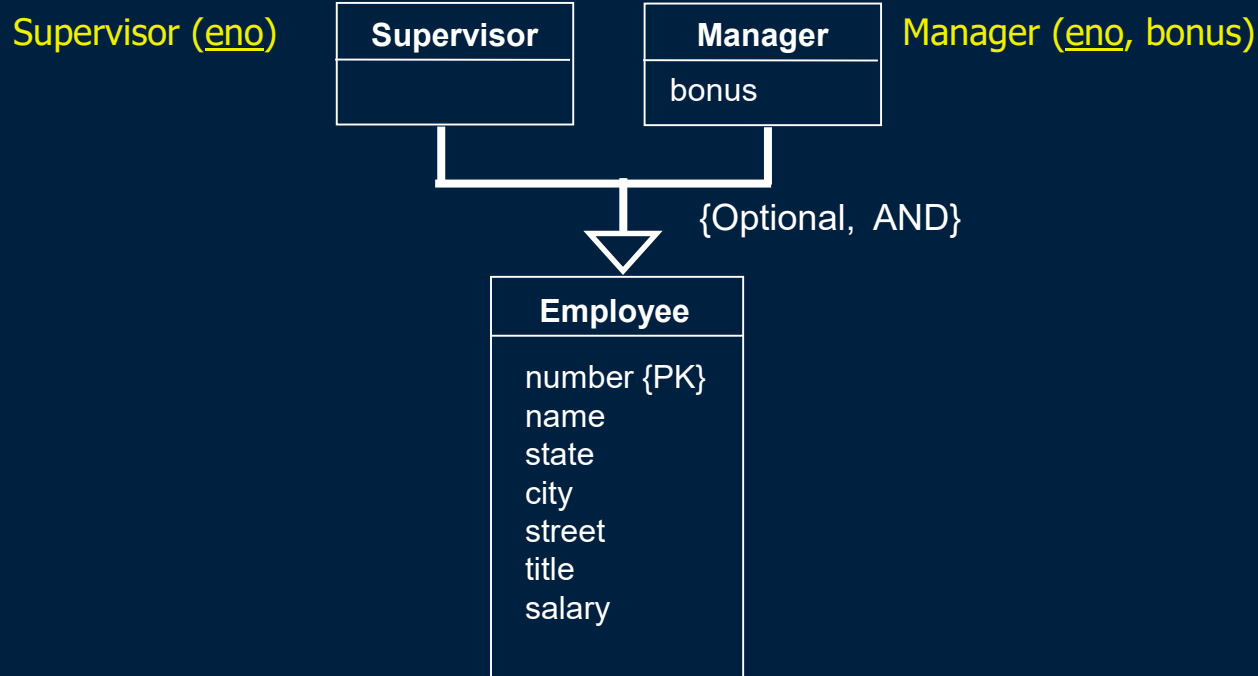 Supervisor (eno)
Supervisor
Manager
Manager (eno, bonus)
bonus
{Optional, AND}
Employee
number {PK}
name
state
city
street
title
salary